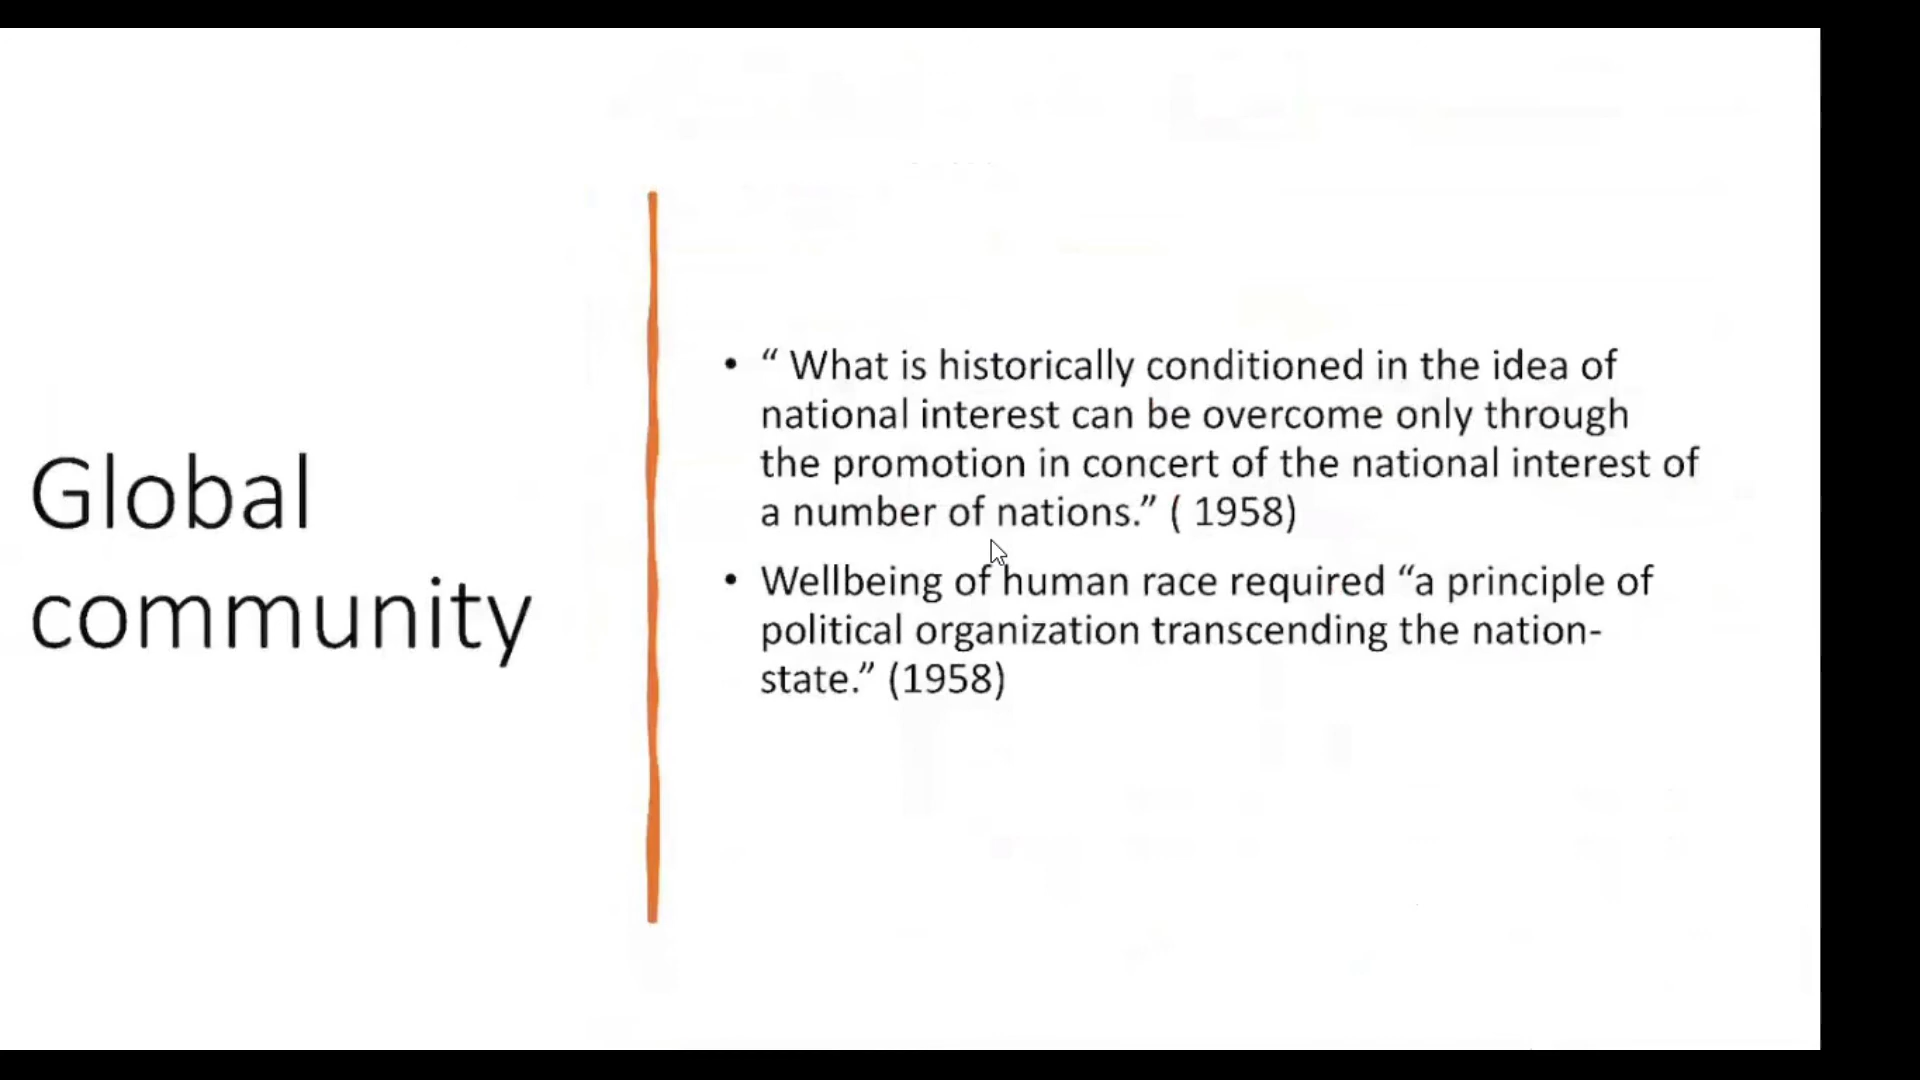 Global
community
• “ What is historically conditioned in the idea of
national interest can be overcome only through
the promotion in concert of the national interest of
a number of nations.” ( 1958)
• Wellbeing of human race required “a principle of
political organization transcending the nation-
state.” (1958)